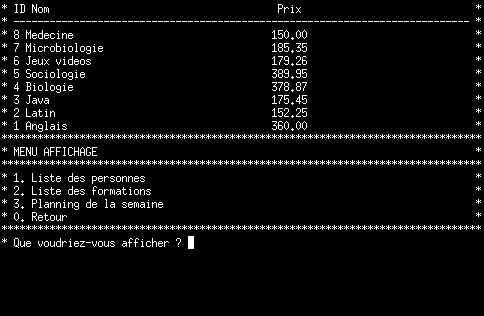 * ID Nom Prix *
* --------------------------------------------------------------------------- *
* 8 Medecine 150.00 *
* 7 Microbiologie 185.35 *
* 6 Jeux videos 179.26 *
* 5 Sociologie 389.95 *
* 4 Biologie 378.87 *
* 3 Java 175.45 *
* 2 Latin 152.25 *
* 1 Anglais 360.00 *
*******************************************************************************
* MENU AFFICHAGE *
*******************************************************************************
* 1. Liste des personnes *
* 2. Liste des formations *
* 3. Planning de la semaine *
* 0. Retour *
*******************************************************************************
* Que voudriez-vous afficher ?